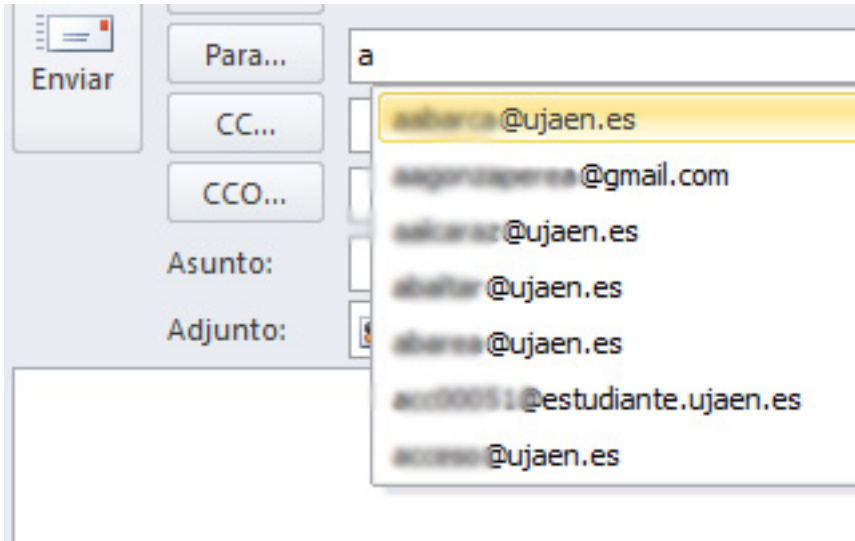 Enviar
Para...
a
CC...
CCO...
Asunto:
Adjunto:
@ujaen.es
@gmail.com
@ujaen.es
@ujaen.es
@ujaen.es
@estudiante.ujaen.es
@ujaen.es